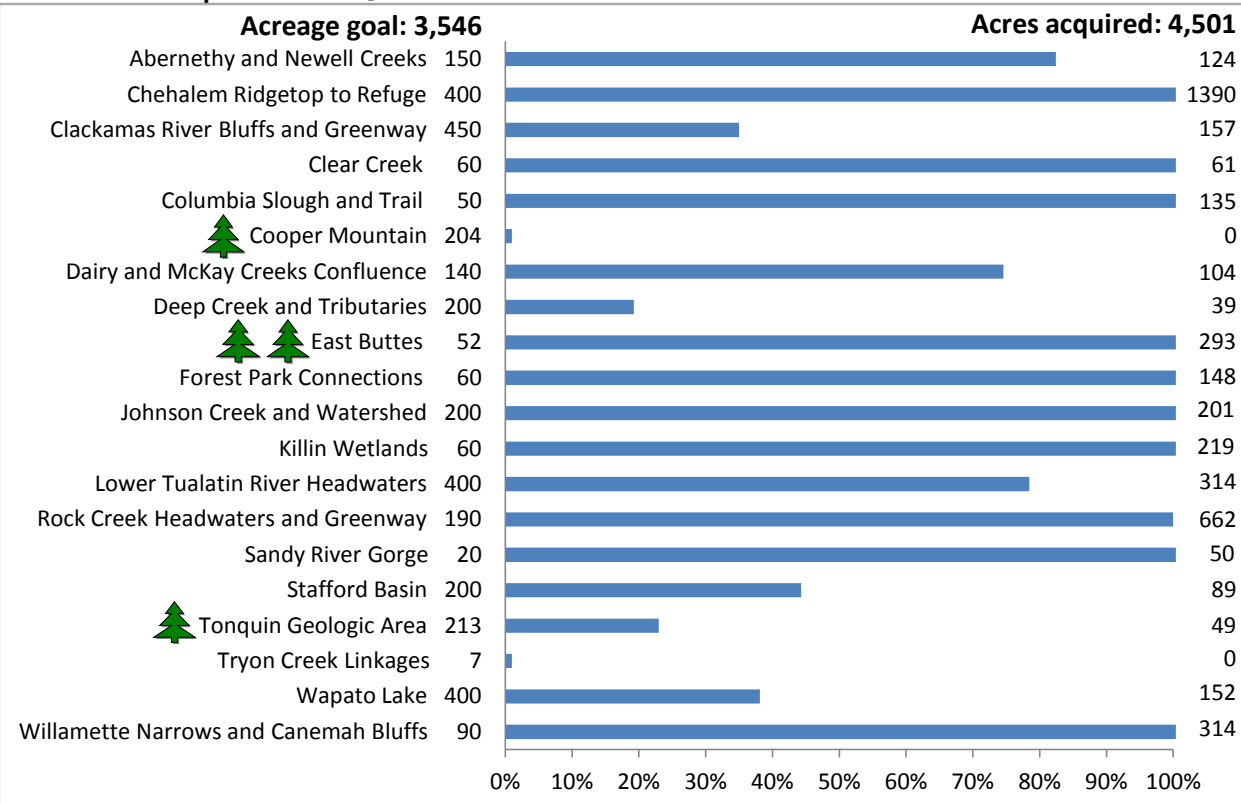 Acreage goal: 3,546 Acres acquired: 4,501
Abernethy and Newell Creeks 150 124
Chehalem Ridgetop to Refuge 400 1390
Clackamas River Bluffs and Greenway 450 157
Clear Creek 60 61
Columbia Slough and Trail 50 135
Cooper Mountain 204 0
Dairy and McKay Creeks Confluence 140 104
Deep Creek and Tributaries 200 39
East Buttes 52 293
Forest Park Connections 60 148
Johnson Creek and Watershed 200 201
Killin Wetlands 60 219
Lower Tualatin River Headwaters 400 314
Rock Creek Headwaters and Greenway 190 662
Sandy River Gorge 20 50
Stafford Basin 200 89
Tonquin Geologic Area 213 49
Tryon Creek Linkages 7 0
Wapato Lake 400 152
Willamette Narrows and Canemah Bluffs 90 314
0% 10% 20% 30% 40% 50% 60% 70% 80% 90% 100%